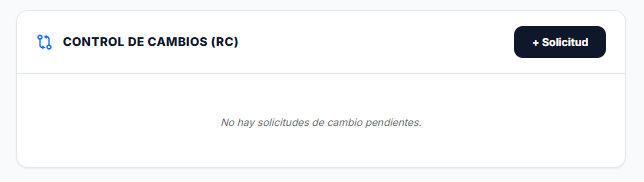 CONTROL DE CAMBIOS (RC)
+ Solicitud
No hay solicitudes de cambio pendientes.